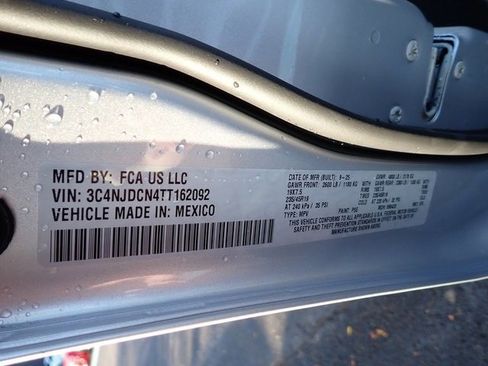 MFD BY: FCA US LLC
VIN: 3C4NJDCN4TT162092
VEHICLE MADE IN: MEXICO
DATE OF MFR (BUILT): 9-25
GAWR FRONT: 2600 LB / 1180 KG
19X7.5
235/45R19
AT 240 kPa / 35 PSI
TYPE: MPV
THIS VEHICLE CONFORMS TO ALL U.S. FEDERAL MOTOR VEHICLE
SAFETY, BUMPER AND THEFT PREVENTION STANDARDS IN EFFECT
ON THE DATE OF MANUFACTURE SHOWN ABOVE.